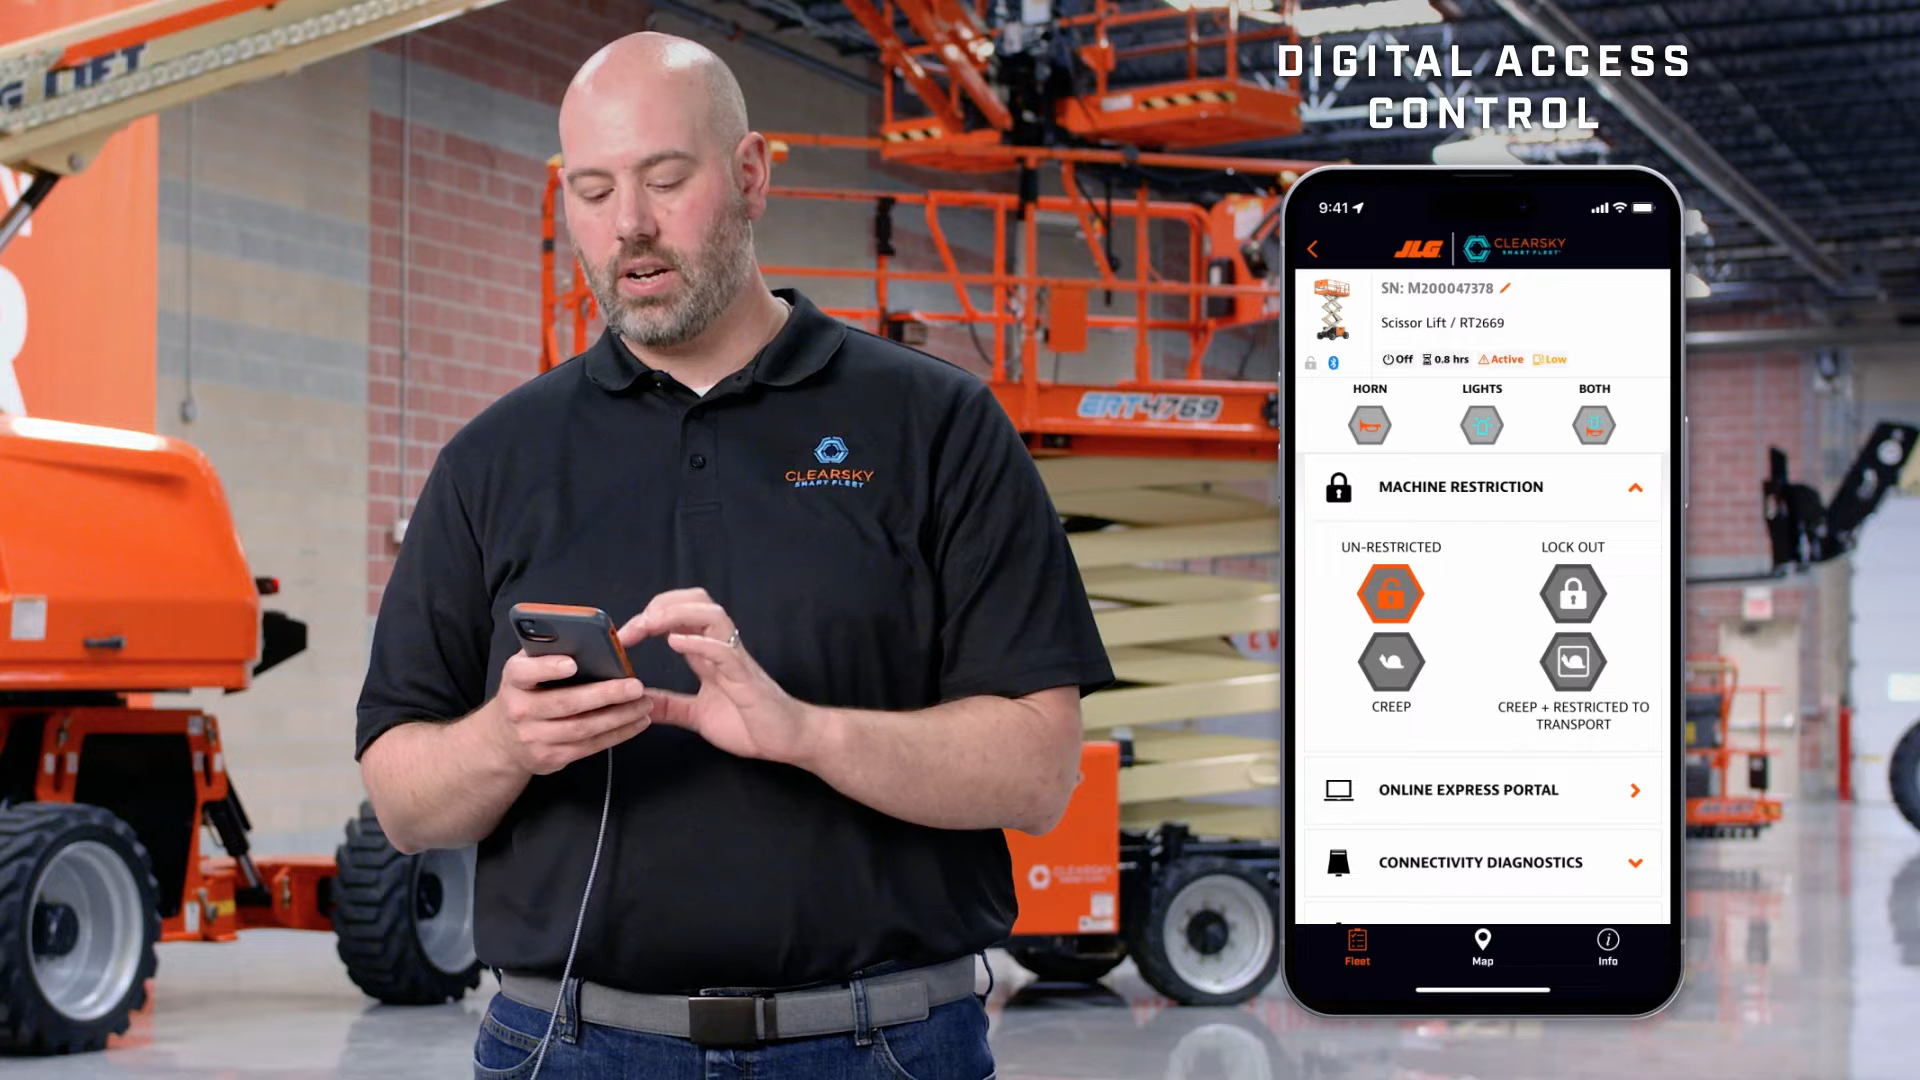 DIGITAL ACCESS
CONTROL
G LIFT
9:41
JLG
CLEARSKY
SMART FLEET
SN: M200047378
Scissor Lift / RT2669
Off 0.8 hrs Active Low
HORN LIGHTS BOTH
MACHINE RESTRICTION
UN-RESTRICTED LOCK OUT
CREEP CREEP + RESTRICTED TO
TRANSPORT
ONLINE EXPRESS PORTAL
CONNECTIVITY DIAGNOSTICS
Fleet Map Info
ERT4769
CLEARSKY
SMART FLEET
CLEARSKY